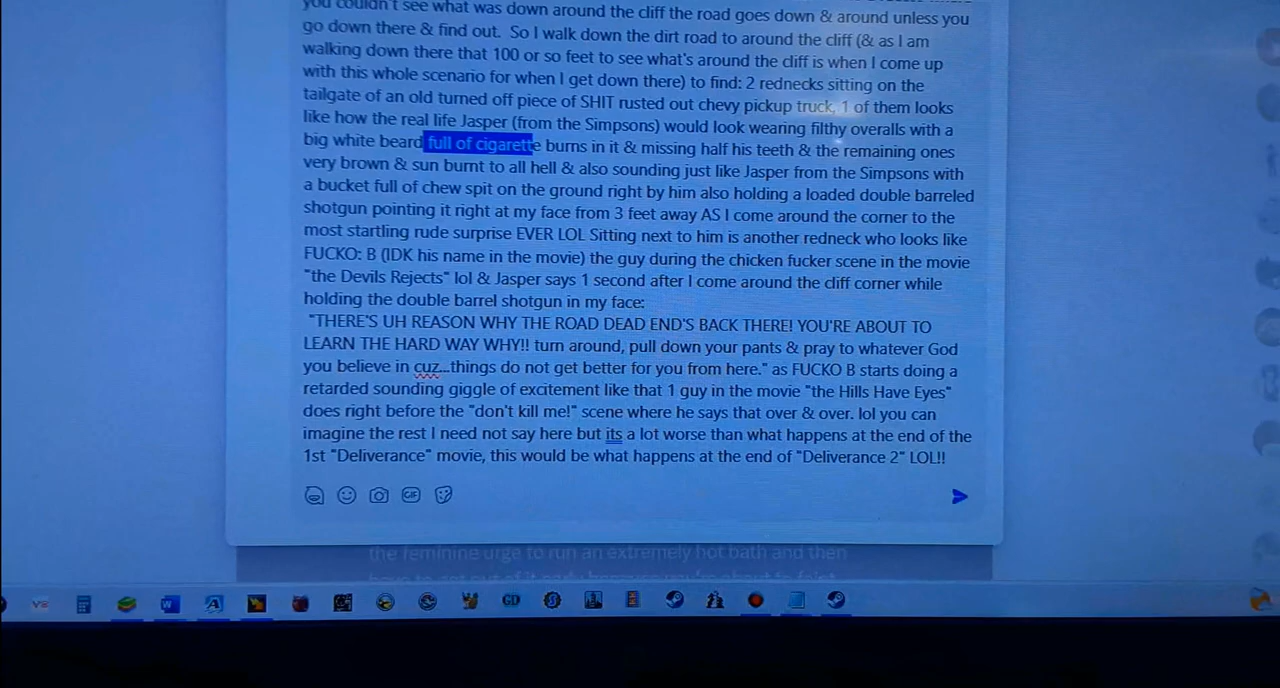 you couldn't see what was down around the cliff the road goes down & around unless you
go down there & find out.  So I walk down the dirt road to around the cliff (& as I am
walking down there that 100 or so feet to see what's around the cliff is when I come up
with this whole scenario for when I get down there) to find: 2 rednecks sitting on the
tailgate of an old turned off piece of SHIT rusted out chevy pickup truck, 1 of them looks
like how the real life Jasper (from the Simpsons) would look wearing filthy overalls with a
big white beard full of cigarette burns in it & missing half his teeth & the remaining ones
very brown & sun burnt to all hell & also sounding just like Jasper from the Simpsons with
a bucket full of chew spit on the ground right by him also holding a loaded double barreled
shotgun pointing it right at my face from 3 feet away AS I come around the corner to the
most startling rude surprise EVER LOL Sitting next to him is another redneck who looks like
FUCKO: B (IDK his name in the movie) the guy during the chicken fucker scene in the movie
"the Devils Rejects" lol & Jasper says 1 second after I come around the cliff corner while
holding the double barrel shotgun in my face:
"THERE'S UH REASON WHY THE ROAD DEAD END'S BACK THERE! YOU'RE ABOUT TO
LEARN THE HARD WAY WHY!! turn around, pull down your pants & pray to whatever God
you believe in cuz...things do not get better for you from here." as FUCKO B starts doing a
retarded sounding giggle of excitement like that 1 guy in the movie "the Hills Have Eyes"
does right before the "don't kill me!" scene where he says that over & over. lol you can
imagine the rest I need not say here but its a lot worse than what happens at the end of the
1st "Deliverance" movie, this would be what happens at the end of "Deliverance 2" LOL!!
GIF
the feminine urge to run an extremely hot bath and then
GD